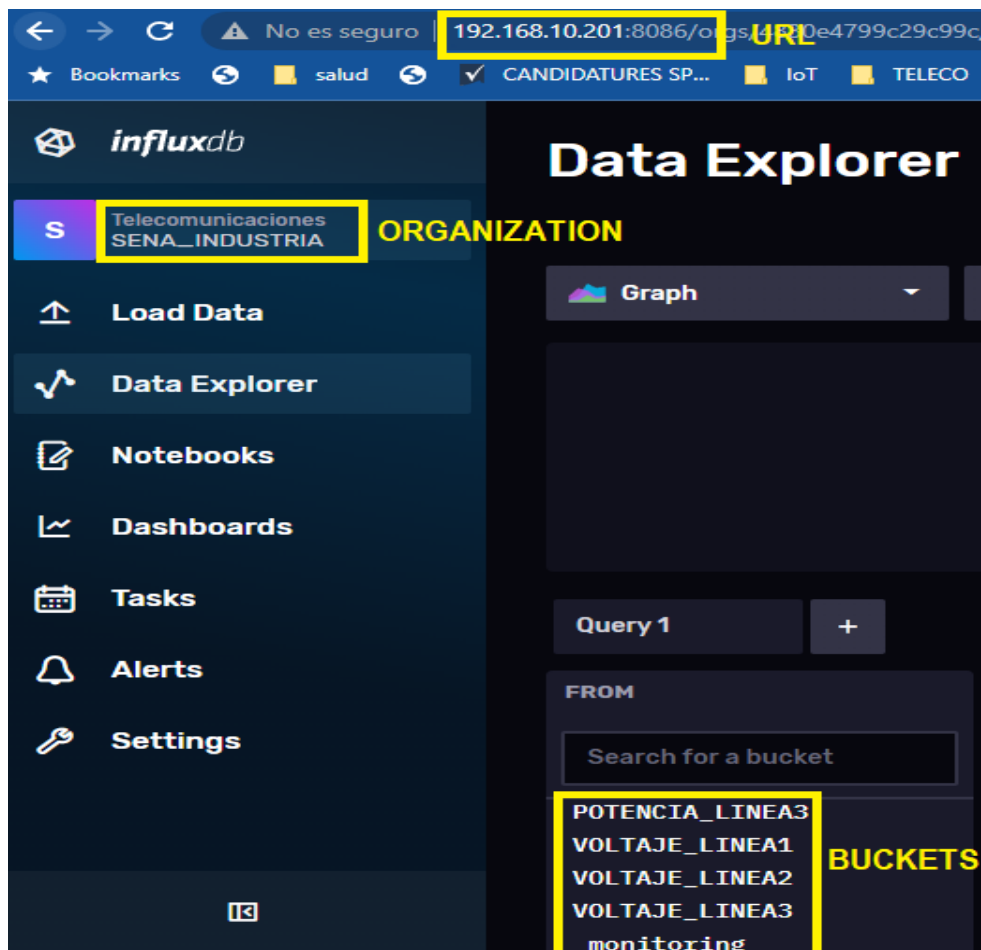 No es seguro 192.168.10.201:8086/orgs/4380e4799c29c99c/
URL
Bookmarks salud CANDIDATURES SP... IoT TELECO
influxdb
Data Explorer
S
Telecomunicaciones
SENA_INDUSTRIA
ORGANIZATION
Graph
Load Data
Data Explorer
Notebooks
Dashboards
Tasks
Query 1 +
Alerts
FROM
Settings
Search for a bucket
POTENCIA_LINEA3
VOLTAJE_LINEA1
VOLTAJE_LINEA2
VOLTAJE_LINEA3
_monitoring
BUCKETS